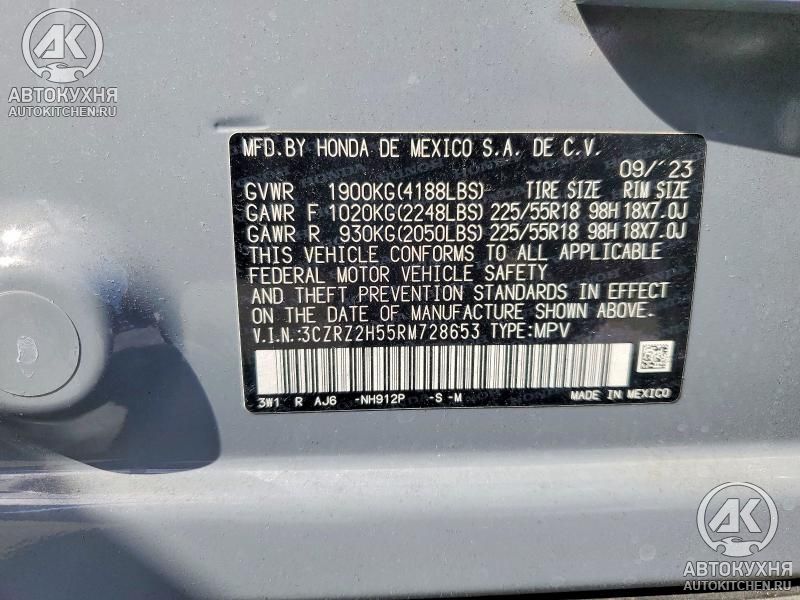 АК
АВТОКУХНЯ
AUTOKITCHEN.RU
MFD.BY HONDA DE MEXICO S.A. DE C.V.
09/'23
GVWR 1900KG(4188LBS) TIRE SIZE RIM SIZE
GAWR F 1020KG(2248LBS) 225/55R18 98H 18X7.0J
GAWR R 930KG(2050LBS) 225/55R18 98H 18X7.0J
THIS VEHICLE CONFORMS TO ALL APPLICABLE
FEDERAL MOTOR VEHICLE SAFETY
AND THEFT PREVENTION STANDARDS IN EFFECT
ON THE DATE OF MANUFACTURE SHOWN ABOVE.
V.I.N.:3CZRZ2H55RM728653 TYPE:MPV
3W1 R AJ6 -NH912P -S -M MADE IN MEXICO
АК
АВТОКУХНЯ
AUTOKITCHEN.RU